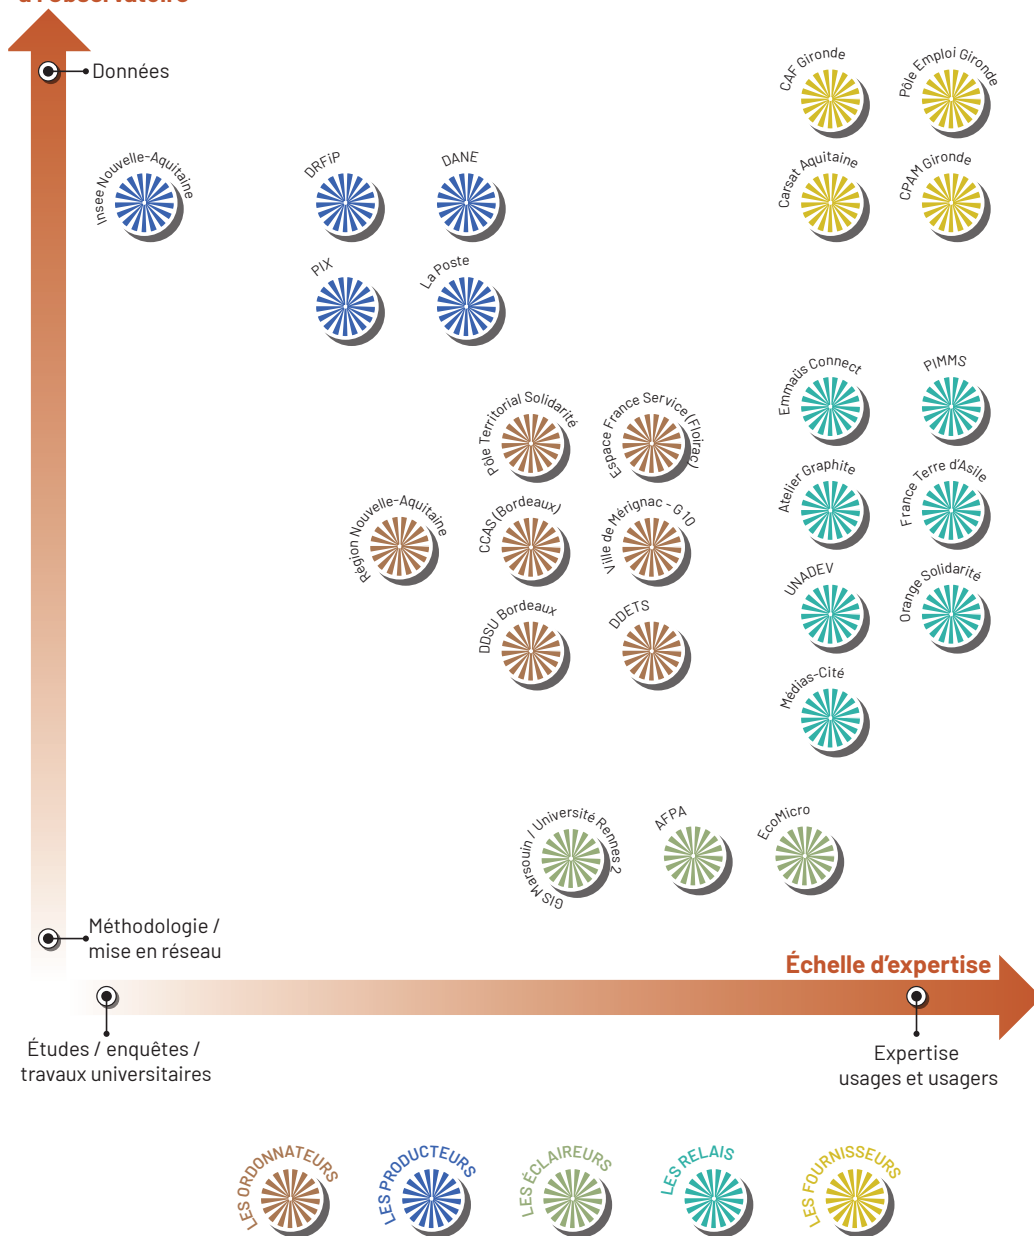 à l'observatoire
Données
CAF Gironde
Pôle Emploi Gironde
Insee Nouvelle-Aquitaine
DRFiP
DANE
Carsat Aquitaine
CPAM Gironde
PIX
La Poste
Emmaüs Connect
PIMMS
Pôle Territorial Solidarité
Espace France Service (Floirac)
Atelier Graphite
France Terre d'Asile
Région Nouvelle-Aquitaine
CCAS (Bordeaux)
Ville de Mérignac - G10
UNADEV
Orange Solidarité
DDSU Bordeaux
DDETS
Médias-Cité
GIS Marsouin / Université Rennes 2
AFPA
EcoMicro
Méthodologie /
mise en réseau
Échelle d'expertise
Études / enquêtes /
travaux universitaires
Expertise
usages et usagers
LES ORDONNATEURS
LES PRODUCTEURS
LES ÉCLAIREURS
LES RELAIS
LES FOURNISSEURS